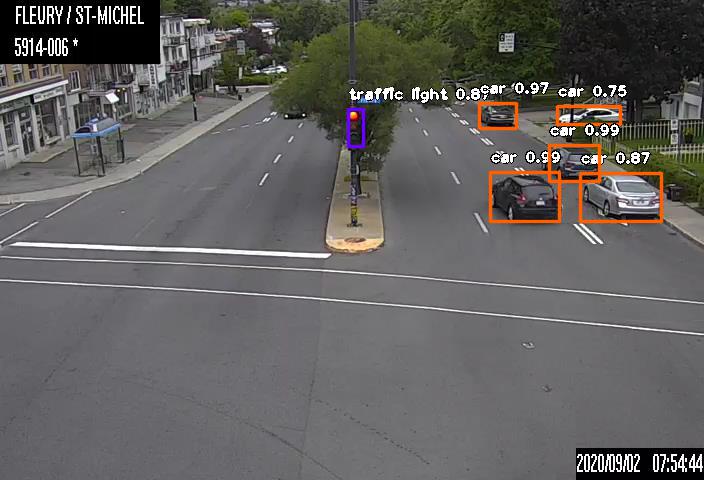 FLEURY / ST-MICHEL
5914-006 *
traffic light 0.8
car 0.97
car 0.75
car 0.99
car 0.99
car 0.87
2020/09/02 07:54:44